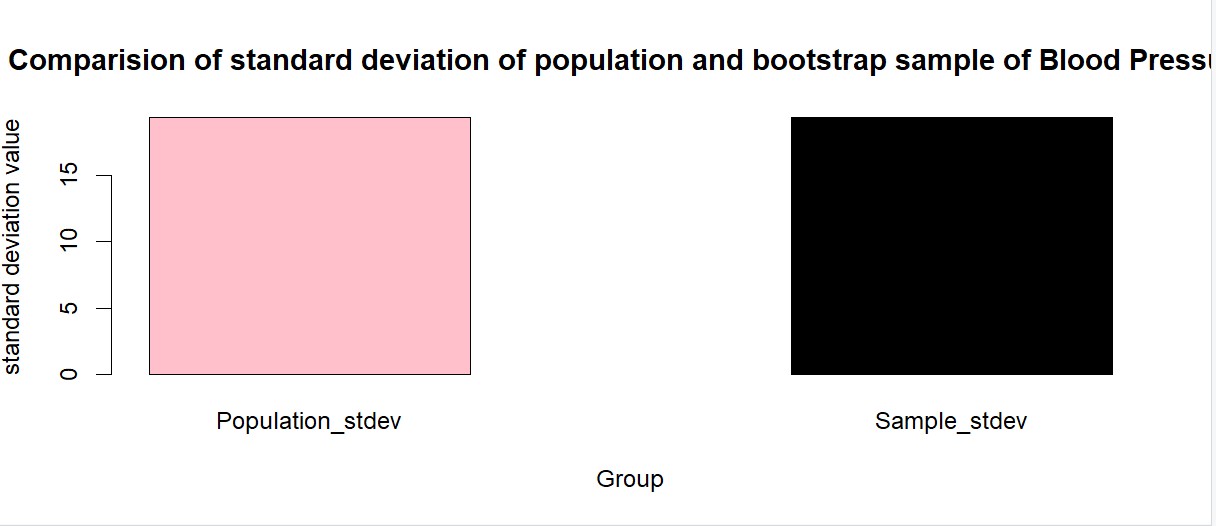 Comparision of standard deviation of population and bootstrap sample of Blood
standard deviation value
15
10
5
0
Population_stdev
Sample_stdev
Group